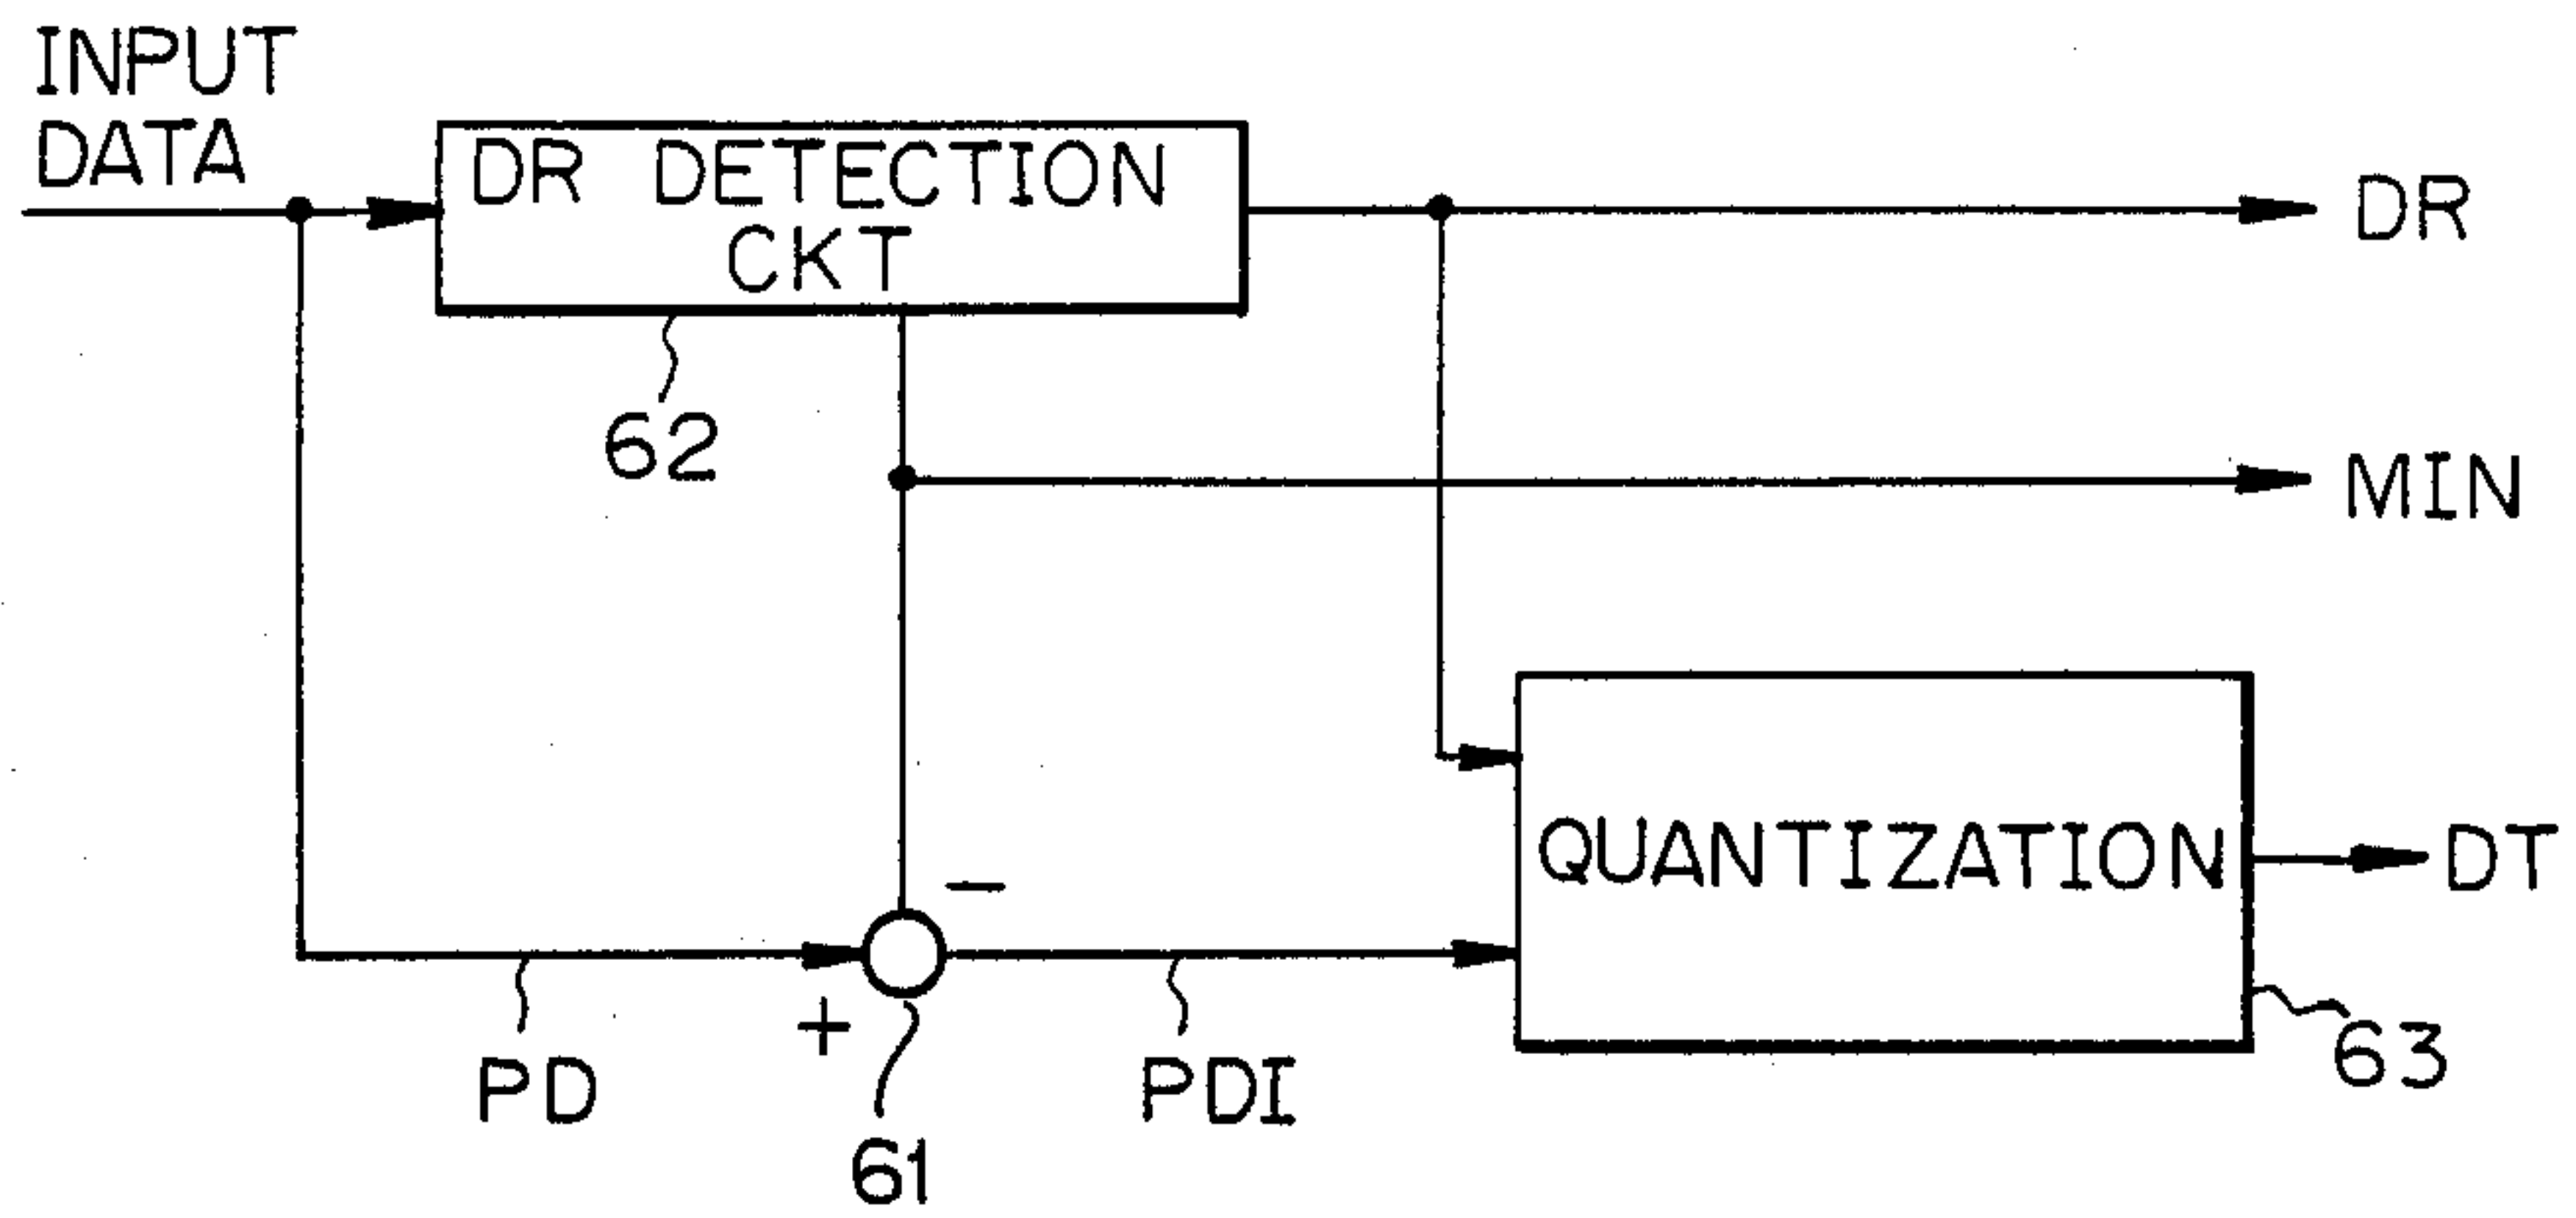 INPUT
DATA
DR DETECTION
CKT
DR
62
MIN
QUANTIZATION
DT
−
+
PD
61
PDI
63